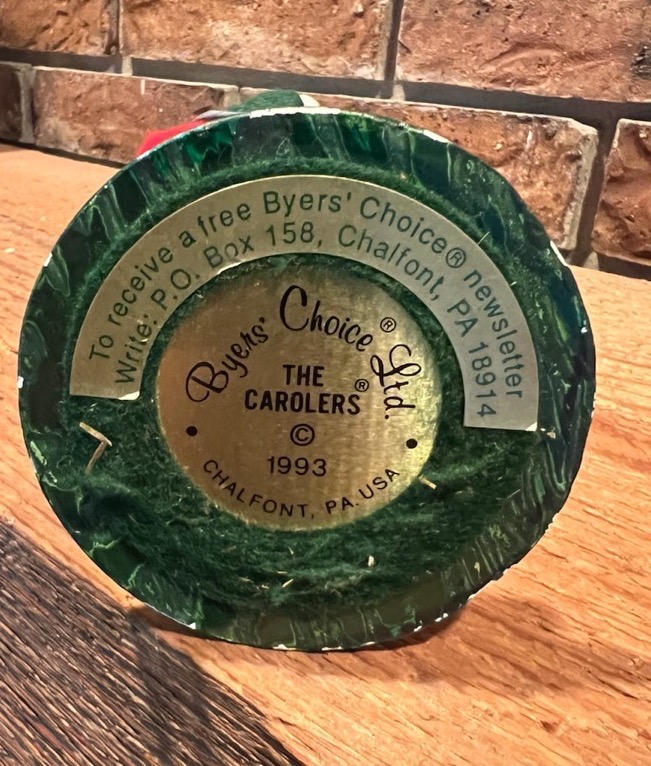 To receive a free Byers' Choice® newsletter
Write: P.O. Box 158, Chalfont, PA 18914
Byers' Choice® Ltd.
THE
CAROLERS®
©
1993
CHALFONT, PA. USA